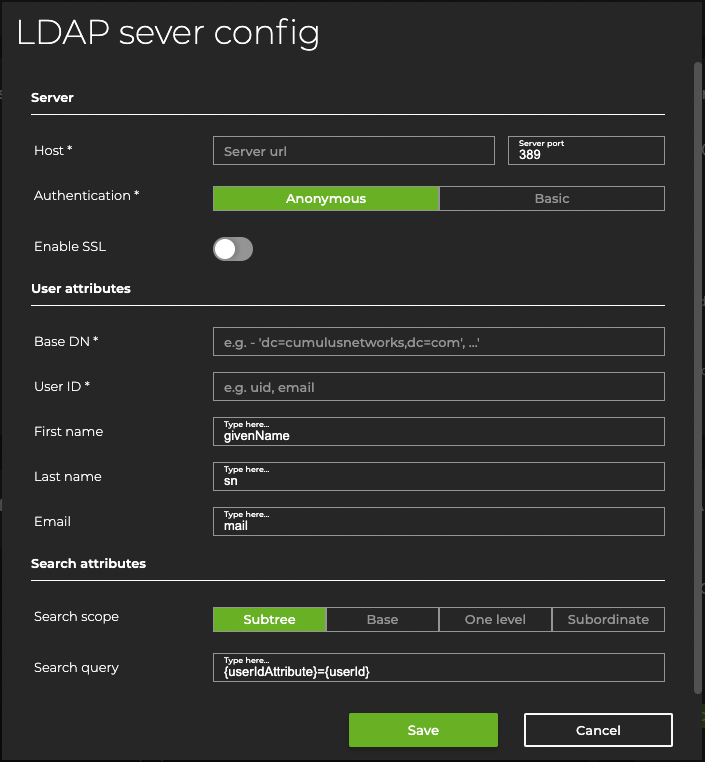 LDAP sever config
Server
Host *
Server url
Server port
389
Authentication *
Anonymous
Basic
Enable SSL
User attributes
Base DN *
e.g. - 'dc=cumulusnetworks,dc=com', ...'
User ID *
e.g. uid, email
First name
Type here...
givenName
Last name
Type here...
sn
Email
Type here...
mail
Search attributes
Search scope
Subtree
Base
One level
Subordinate
Search query
Type here...
{userIdAttribute}={userId}
Save
Cancel